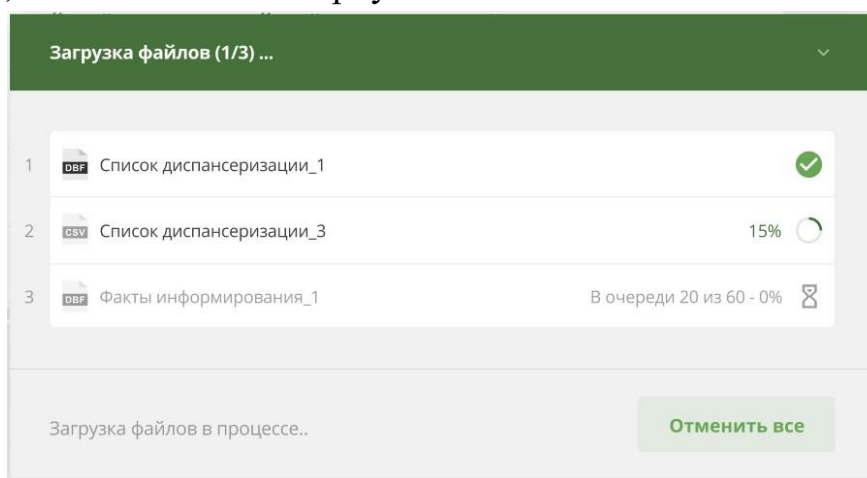 Загрузка файлов (1/3) ...
1 DBF Список диспансеризации_1
2 CSV Список диспансеризации_3 15%
3 DBF Факты информирования_1 В очереди 20 из 60 - 0%
Загрузка файлов в процессе.. Отменить все